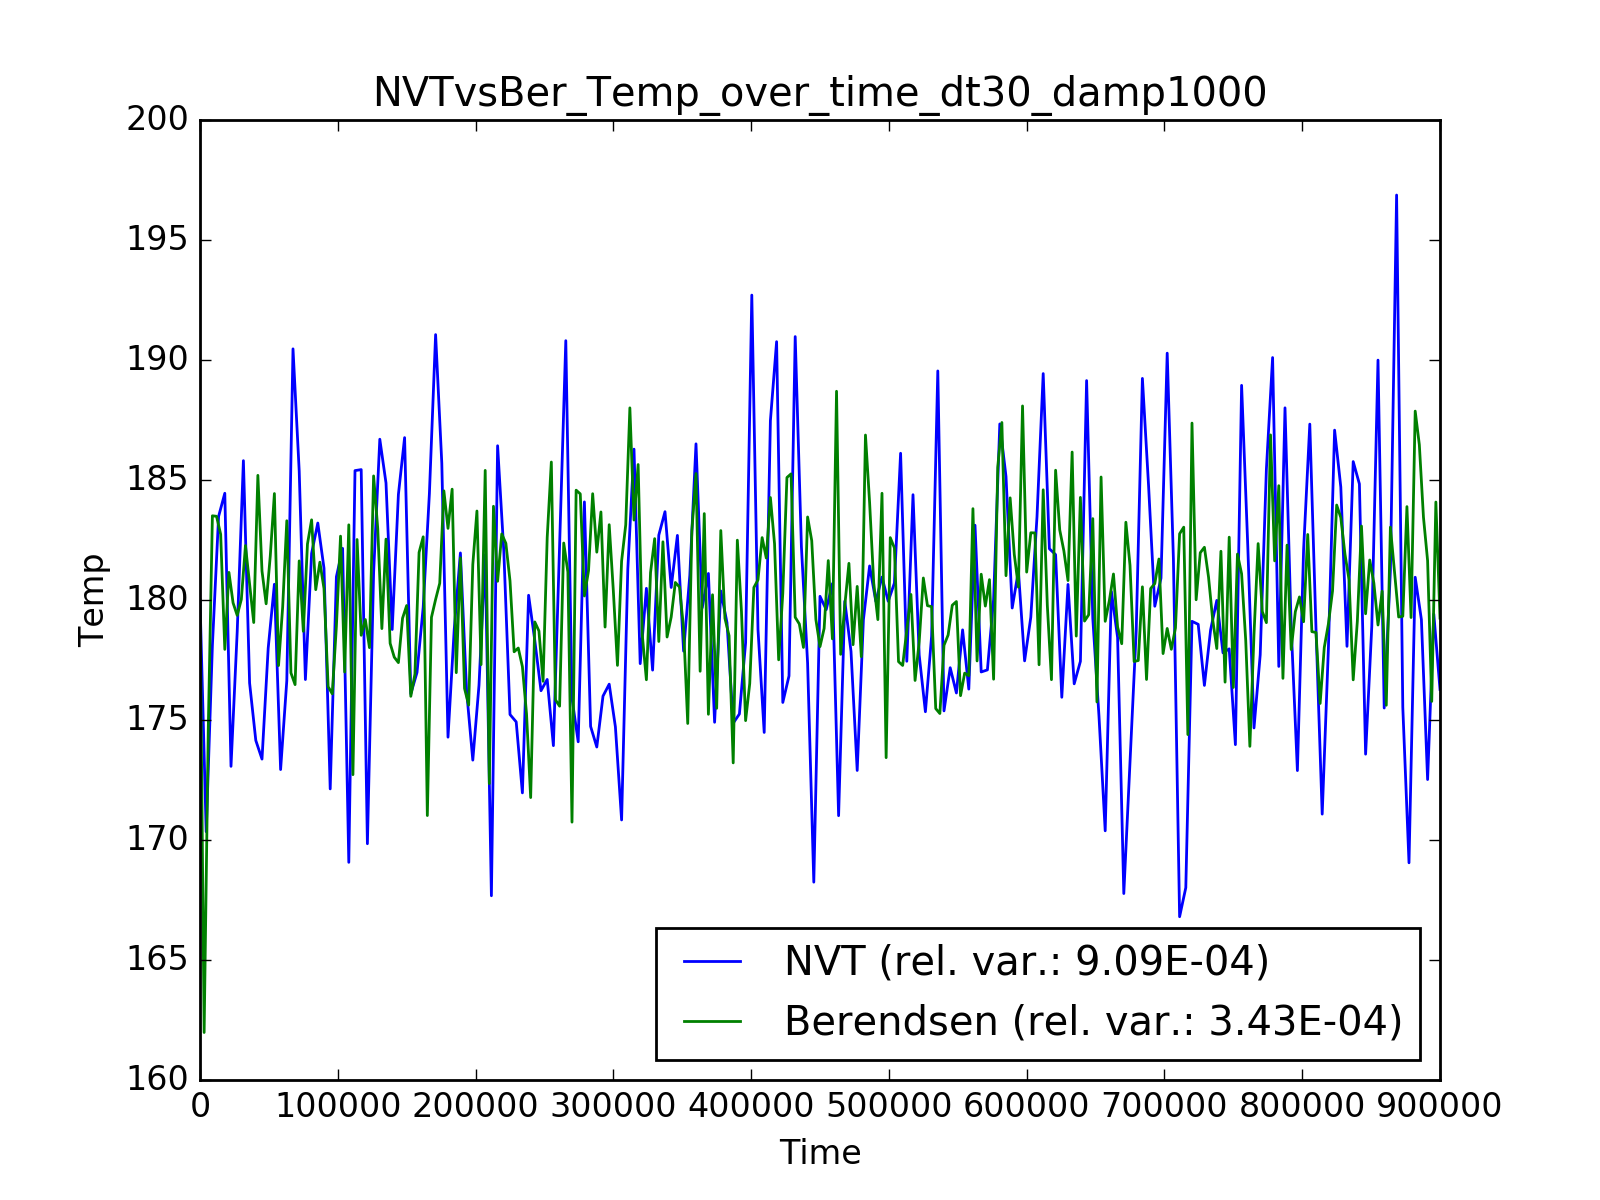 NVTvsBer_Temp_over_time_dt30_damp1000
200
195
190
185
180
175
170
165
160
Temp
NVT (rel. var.: 9.09E-04)
Berendsen (rel. var.: 3.43E-04)
0 100000 200000 300000 400000 500000 600000 700000 800000 900000
Time